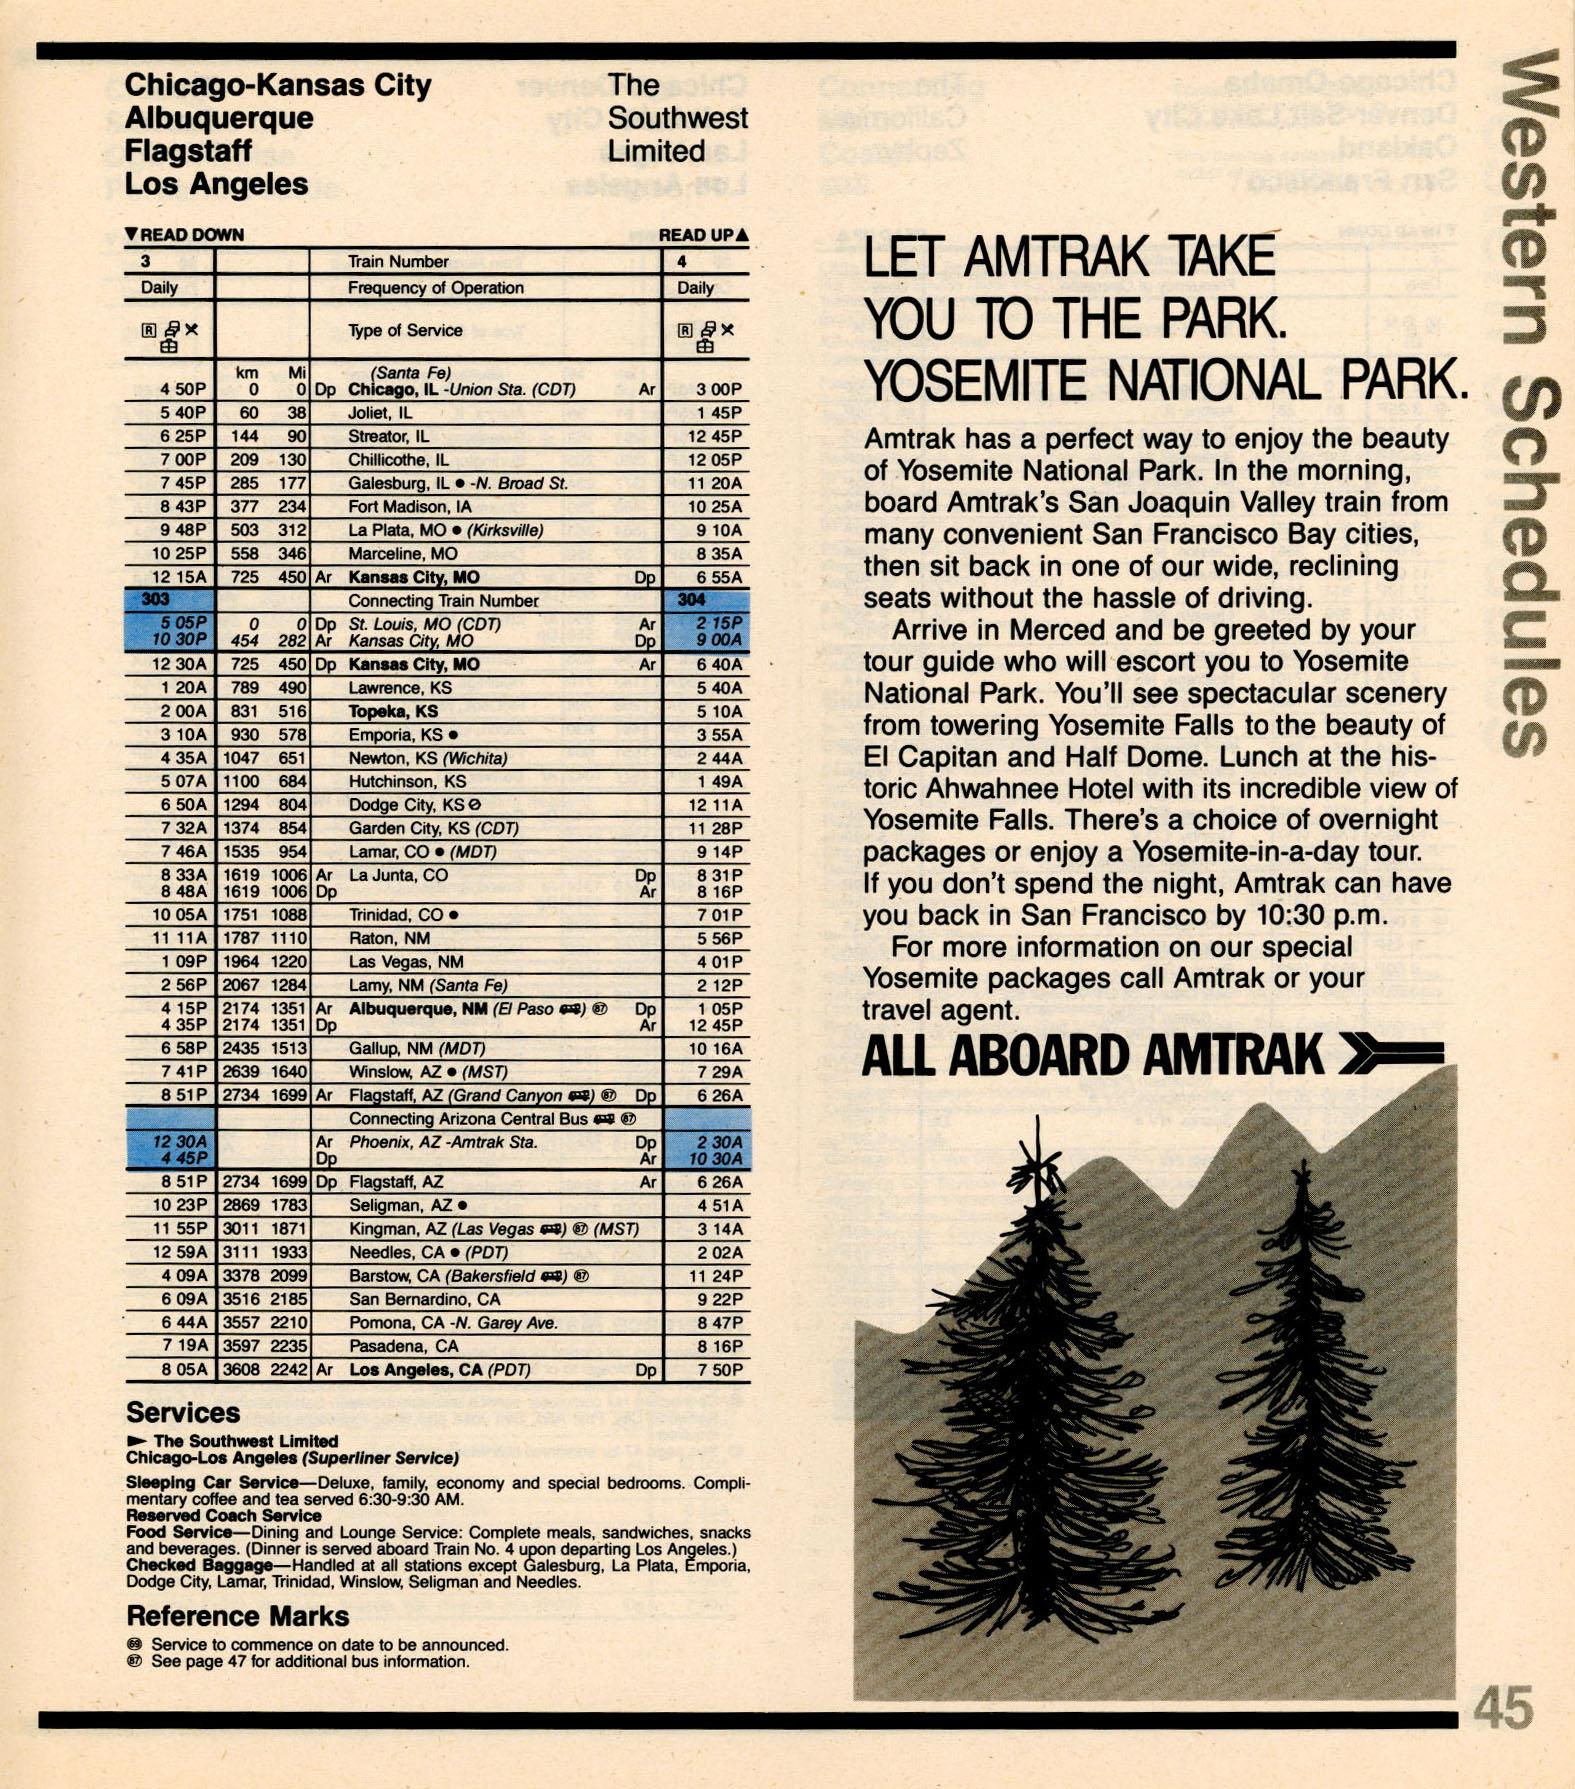 Chicago-Kansas City
Albuquerque
Flagstaff
Los Angeles
The
Southwest
Limited
▼READ DOWN READ UP▲
3 Train Number 4
Daily Frequency of Operation Daily
R Type of Service R
km Mi (Santa Fe)
4 50P 0 0 Dp Chicago, IL -Union Sta. (CDT) Ar 3 00P
5 40P 60 38 Joliet, IL 1 45P
6 25P 144 90 Streator, IL 12 45P
7 00P 209 130 Chillicothe, IL 12 05P
7 45P 285 177 Galesburg, IL ● -N. Broad St. 11 20A
8 43P 377 234 Fort Madison, IA 10 25A
9 48P 503 312 La Plata, MO ● (Kirksville) 9 10A
10 25P 558 346 Marceline, MO 8 35A
12 15A 725 450 Ar Kansas City, MO Dp 6 55A
303 Connecting Train Number 304
5 05P 0 0 Dp St. Louis, MO (CDT) Ar 2 15P
10 30P 454 282 Ar Kansas City, MO Dp 9 00A
12 30A 725 450 Dp Kansas City, MO Ar 6 40A
1 20A 789 490 Lawrence, KS 5 40A
2 00A 831 516 Topeka, KS 5 10A
3 10A 930 578 Emporia, KS ● 3 55A
4 35A 1047 651 Newton, KS (Wichita) 2 44A
5 07A 1100 684 Hutchinson, KS 1 49A
6 50A 1294 804 Dodge City, KS ⊘ 12 11A
7 32A 1374 854 Garden City, KS (CDT) 11 28P
7 46A 1535 954 Lamar, CO ● (MDT) 9 14P
8 33A 1619 1006 Ar La Junta, CO Dp 8 31P
8 48A 1619 1006 Dp Ar 8 16P
10 05A 1751 1088 Trinidad, CO ● 7 01P
11 11A 1787 1110 Raton, NM 5 56P
1 09P 1964 1220 Las Vegas, NM 4 01P
2 56P 2067 1284 Lamy, NM (Santa Fe) 2 12P
4 15P 2174 1351 Ar Albuquerque, NM (El Paso) 87 Dp 1 05P
4 35P 2174 1351 Dp Ar 12 45P
6 58P 2435 1513 Gallup, NM (MDT) 10 16A
7 41P 2639 1640 Winslow, AZ ● (MST) 7 29A
8 51P 2734 1699 Ar Flagstaff, AZ (Grand Canyon) 87 Dp 6 26A
Connecting Arizona Central Bus 87
12 30A Ar Phoenix, AZ -Amtrak Sta. Dp 2 30A
4 45P Dp Ar 10 30A
8 51P 2734 1699 Dp Flagstaff, AZ Ar 6 26A
10 23P 2869 1783 Seligman, AZ ● 4 51A
11 55P 3011 1871 Kingman, AZ (Las Vegas) 87 (MST) 3 14A
12 59A 3111 1933 Needles, CA ● (PDT) 2 02A
4 09A 3378 2099 Barstow, CA (Bakersfield) 87 11 24P
6 09A 3516 2185 San Bernardino, CA 9 22P
6 44A 3557 2210 Pomona, CA -N. Garey Ave. 8 47P
7 19A 3597 2235 Pasadena, CA 8 16P
8 05A 3608 2242 Ar Los Angeles, CA (PDT) Dp 7 50P
Services
► The Southwest Limited
Chicago-Los Angeles (Superliner Service)
Sleeping Car Service—Deluxe, family, economy and special bedrooms. Compli-
mentary coffee and tea served 6:30-9:30 AM.
Reserved Coach Service
Food Service—Dining and Lounge Service: Complete meals, sandwiches, snacks
and beverages. (Dinner is served aboard Train No. 4 upon departing Los Angeles.)
Checked Baggage—Handled at all stations except Galesburg, La Plata, Emporia,
Dodge City, Lamar, Trinidad, Winslow, Seligman and Needles.
Reference Marks
69 Service to commence on date to be announced.
87 See page 47 for additional bus information.
LET AMTRAK TAKE
YOU TO THE PARK.
YOSEMITE NATIONAL PARK.
Amtrak has a perfect way to enjoy the beauty
of Yosemite National Park. In the morning,
board Amtrak's San Joaquin Valley train from
many convenient San Francisco Bay cities,
then sit back in one of our wide, reclining
seats without the hassle of driving.
Arrive in Merced and be greeted by your
tour guide who will escort you to Yosemite
National Park. You'll see spectacular scenery
from towering Yosemite Falls to the beauty of
El Capitan and Half Dome. Lunch at the his-
toric Ahwahnee Hotel with its incredible view of
Yosemite Falls. There's a choice of overnight
packages or enjoy a Yosemite-in-a-day tour.
If you don't spend the night, Amtrak can have
you back in San Francisco by 10:30 p.m.
For more information on our special
Yosemite packages call Amtrak or your
travel agent.
ALL ABOARD AMTRAK
Western Schedules
45